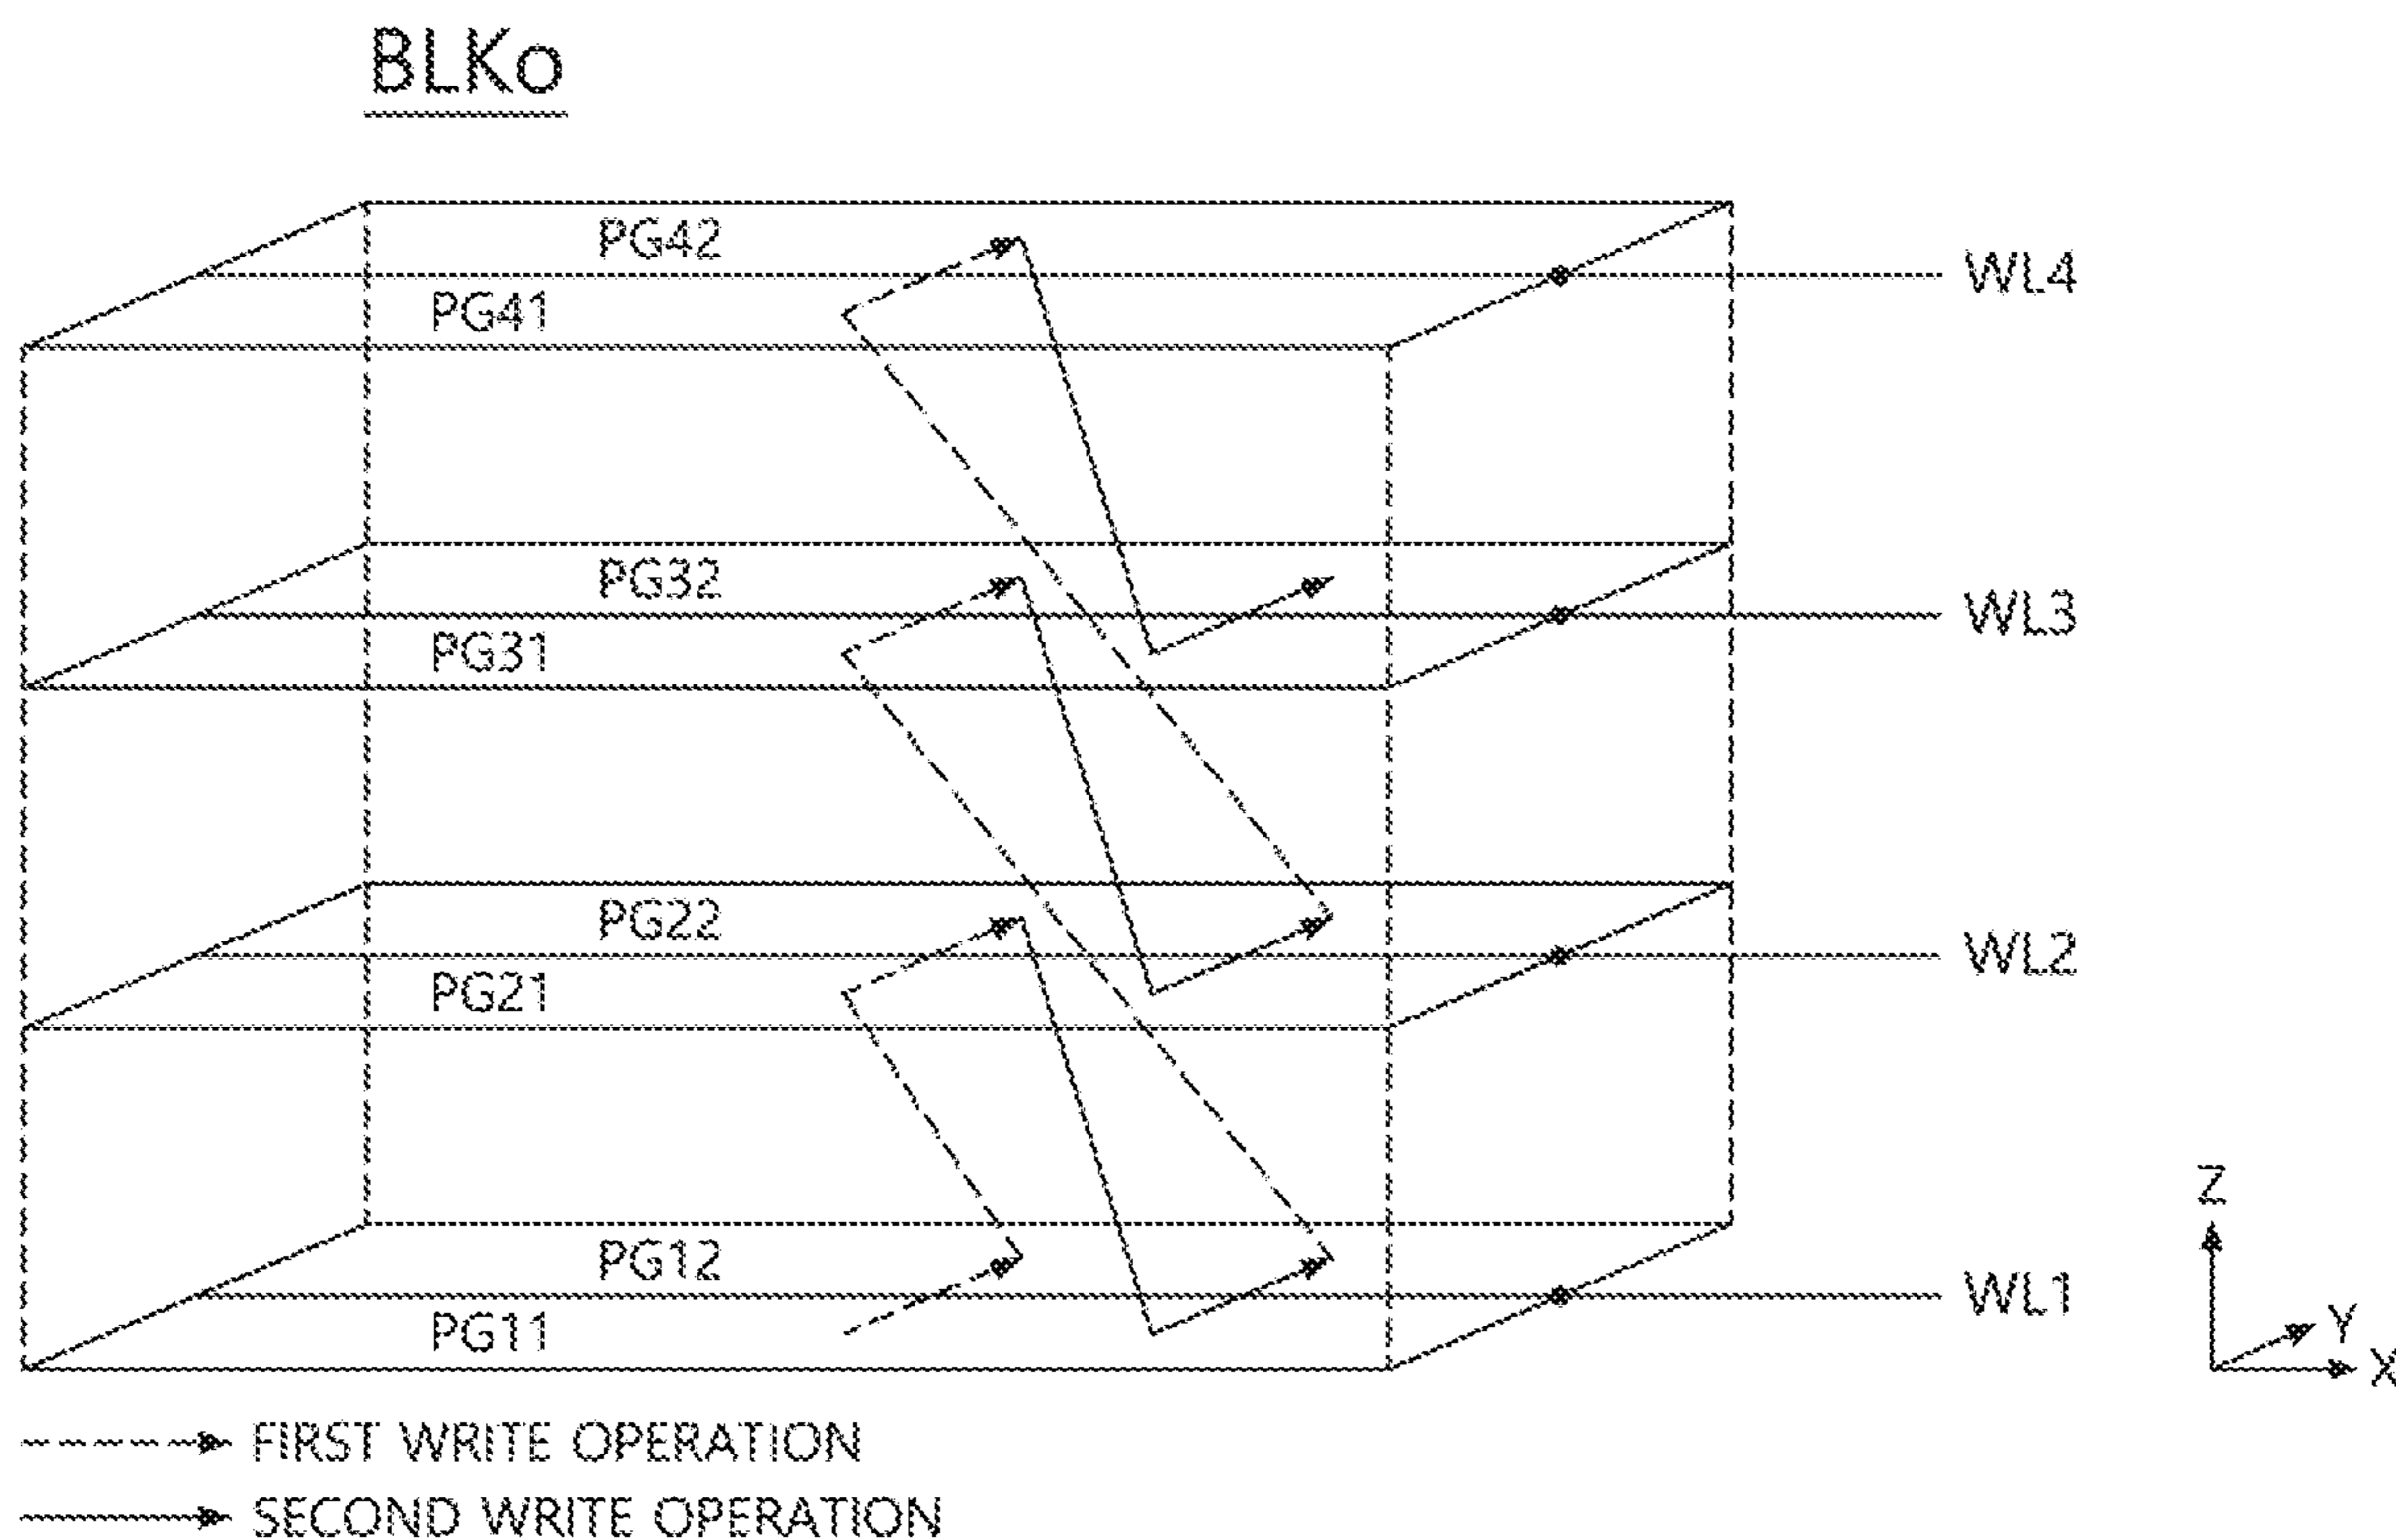 BLKo
PG42
WL4
PG41
PG32
WL3
PG31
PG22
WL2
PG21
PG12
WL1
PG11
Z
Y
X
FIRST WRITE OPERATION
SECOND WRITE OPERATION